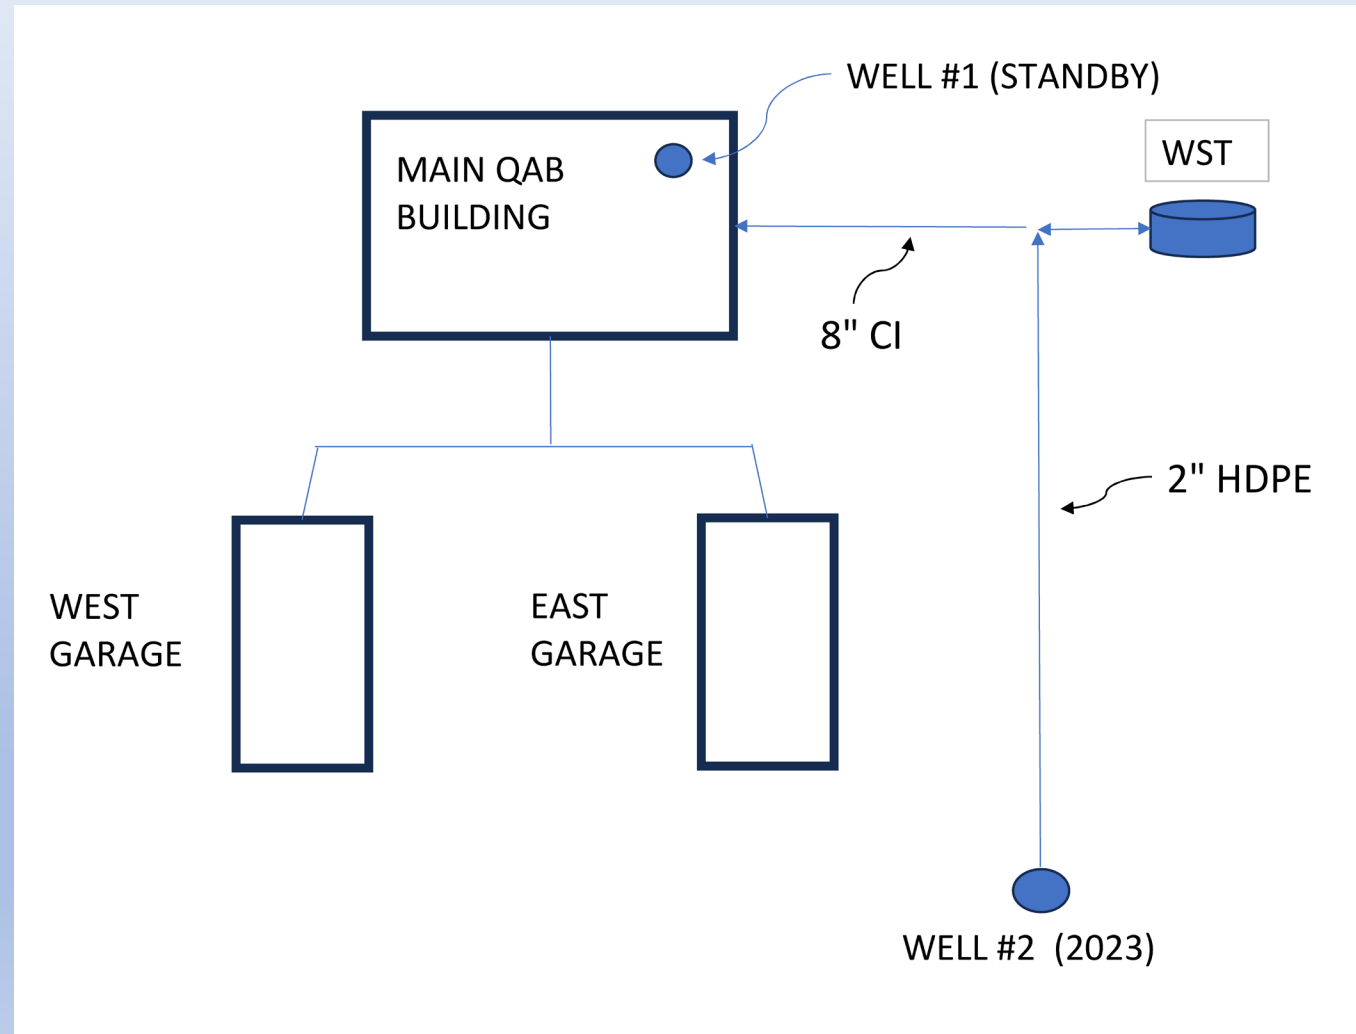 WELL #1 (STANDBY)
MAIN QAB
BUILDING
WST
8" CI
2" HDPE
WEST
GARAGE
EAST
GARAGE
WELL #2  (2023)